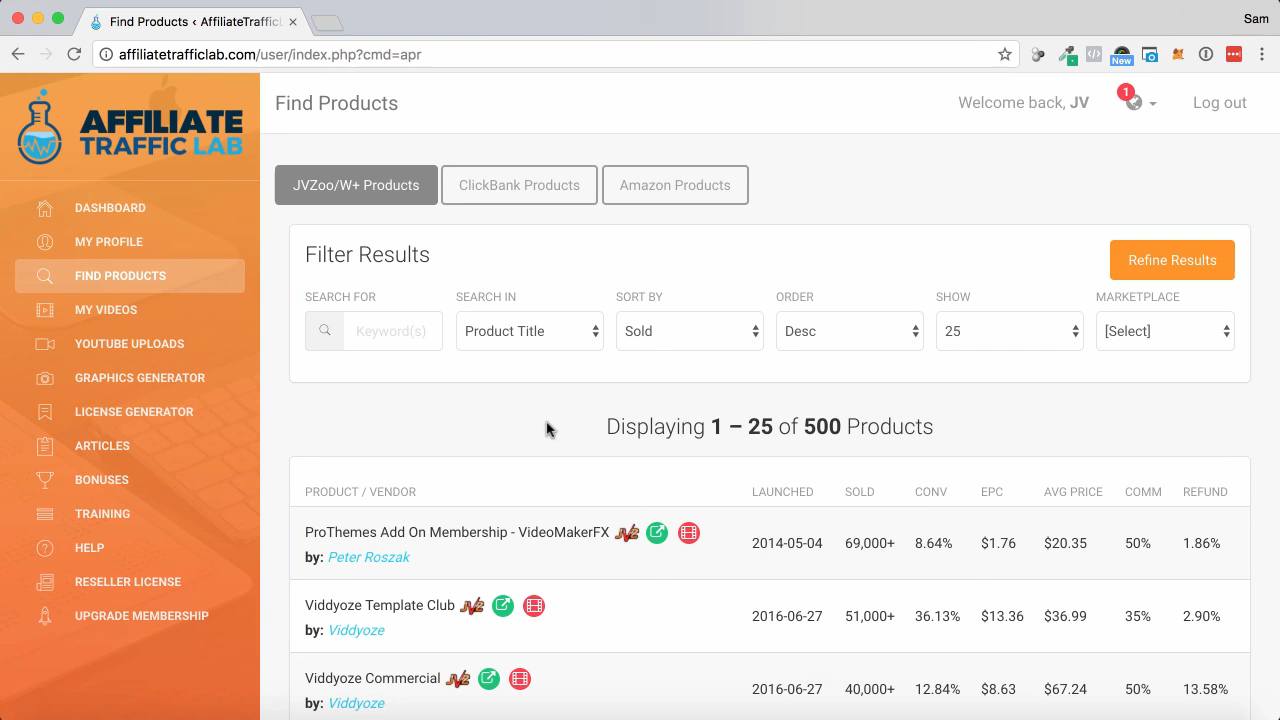 Find Products ‹ AffiliateTrafficL
Sam
affiliatetrafficlab.com/user/index.php?cmd=apr
New
AFFILIATE
TRAFFIC LAB
Find Products
1
Welcome back, JV
Log out
DASHBOARD
MY PROFILE
FIND PRODUCTS
MY VIDEOS
YOUTUBE UPLOADS
GRAPHICS GENERATOR
LICENSE GENERATOR
ARTICLES
BONUSES
TRAINING
HELP
RESELLER LICENSE
UPGRADE MEMBERSHIP
JVZoo/W+ Products ClickBank Products Amazon Products
Filter Results
Refine Results
SEARCH FOR SEARCH IN SORT BY ORDER SHOW MARKETPLACE
Keyword(s) Product Title Sold Desc 25 [Select]
Displaying 1 – 25 of 500 Products
PRODUCT / VENDOR LAUNCHED SOLD CONV EPC AVG PRICE COMM REFUND
ProThemes Add On Membership - VideoMakerFX JVZ
by: Peter Roszak
2014-05-04 69,000+ 8.64% $1.76 $20.35 50% 1.86%
Viddyoze Template Club JVZ
by: Viddyoze
2016-06-27 51,000+ 36.13% $13.36 $36.99 35% 2.90%
Viddyoze Commercial JVZ
by: Viddyoze
2016-06-27 40,000+ 12.84% $8.63 $67.24 50% 13.58%